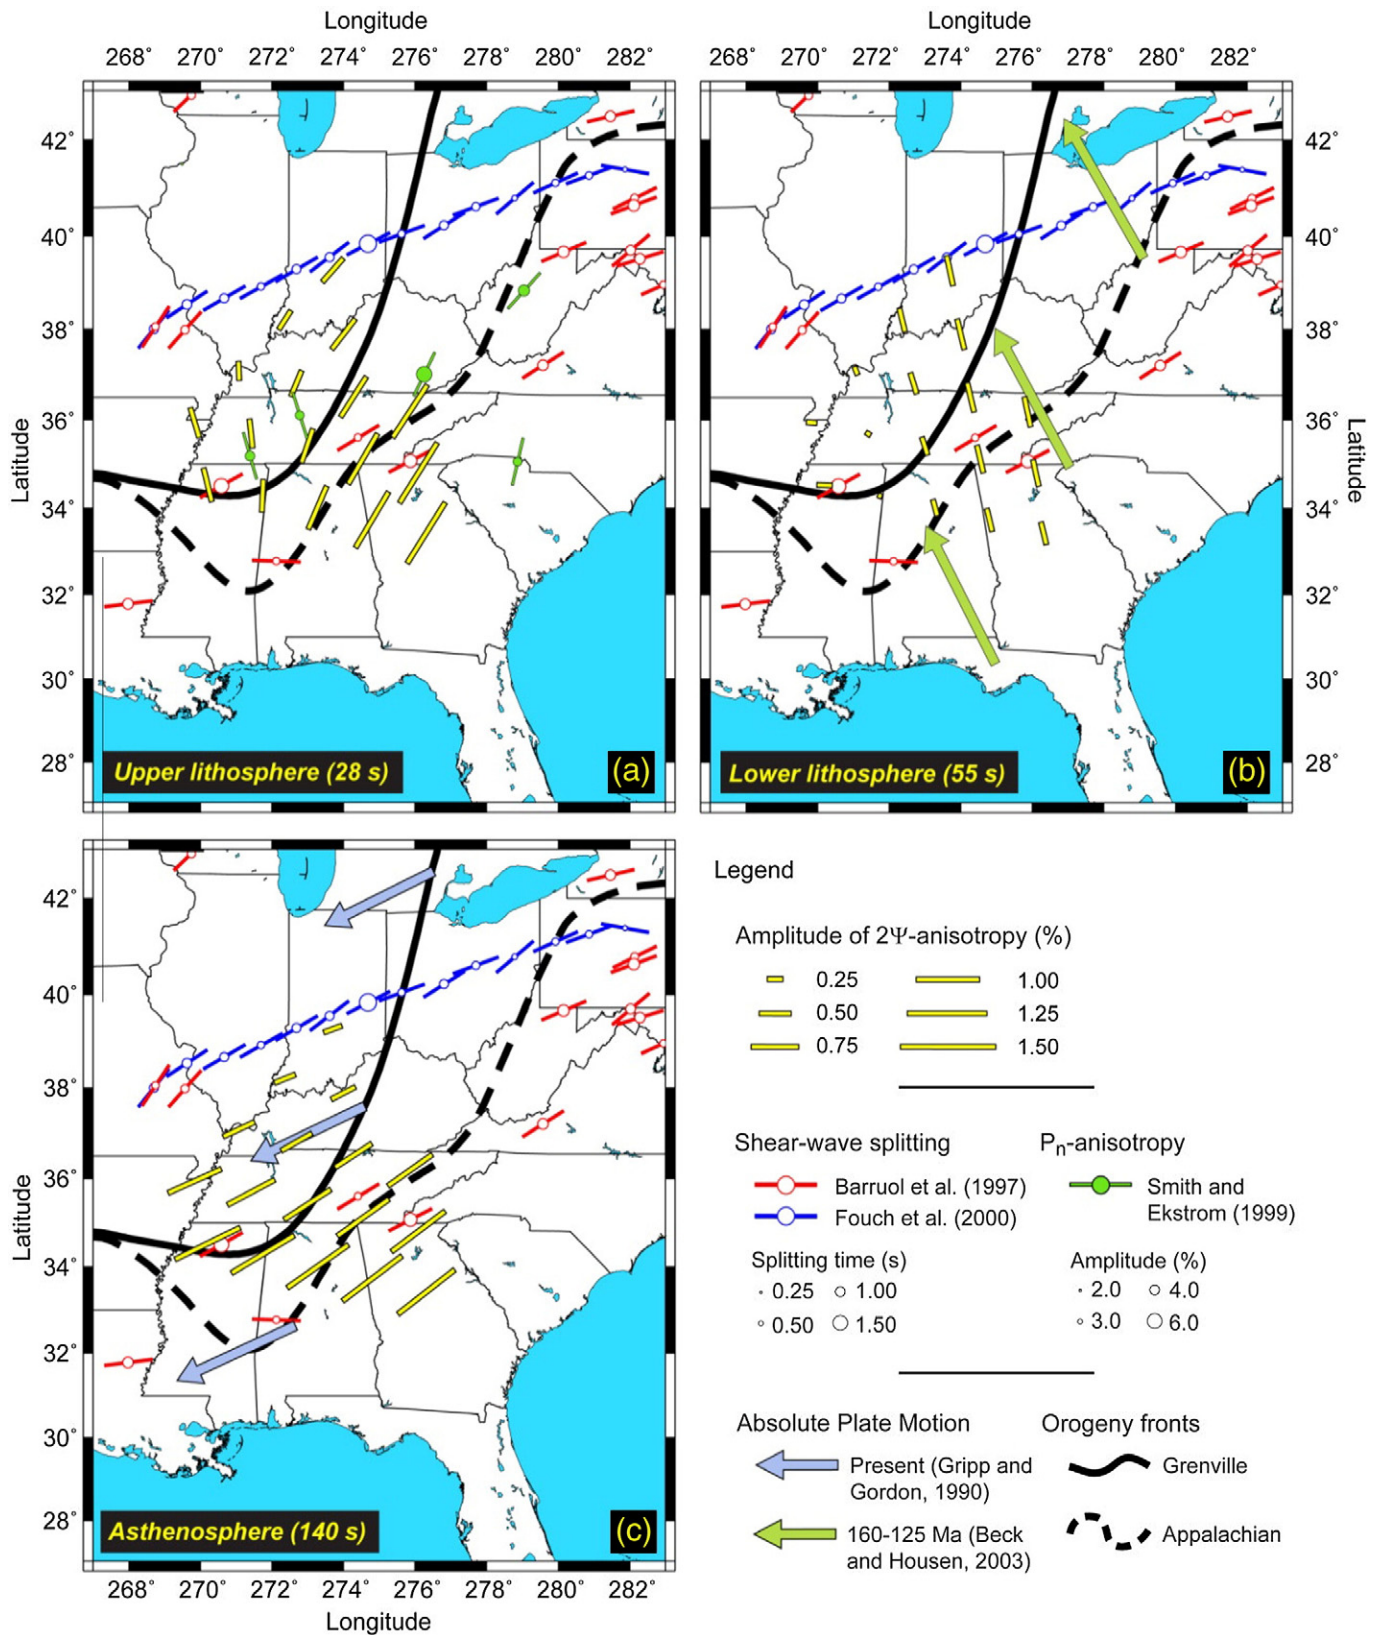 Longitude
Longitude
268° 270° 272° 274° 276° 278° 280° 282°
268° 270° 272° 274° 276° 278° 280° 282°
42°
40°
38°
36°
34°
32°
30°
28°
Latitude
Upper lithosphere (28 s)
(a)
42°
40°
38°
36°
34°
32°
30°
28°
Latitude
Lower lithosphere (55 s)
(b)
42°
40°
38°
36°
34°
32°
30°
28°
Latitude
Asthenosphere (140 s)
(c)
268° 270° 272° 274° 276° 278° 280° 282°
Longitude
Legend
Amplitude of 2Ψ-anisotropy (%)
0.25 1.00
0.50 1.25
0.75 1.50
Shear-wave splitting
Barruol et al. (1997)
Fouch et al. (2000)
Splitting time (s)
0.25 1.00
0.50 1.50
Pn-anisotropy
Smith and
Ekstrom (1999)
Amplitude (%)
2.0 4.0
3.0 6.0
Absolute Plate Motion
Present (Gripp and
Gordon, 1990)
160-125 Ma (Beck
and Housen, 2003)
Orogeny fronts
Grenville
Appalachian